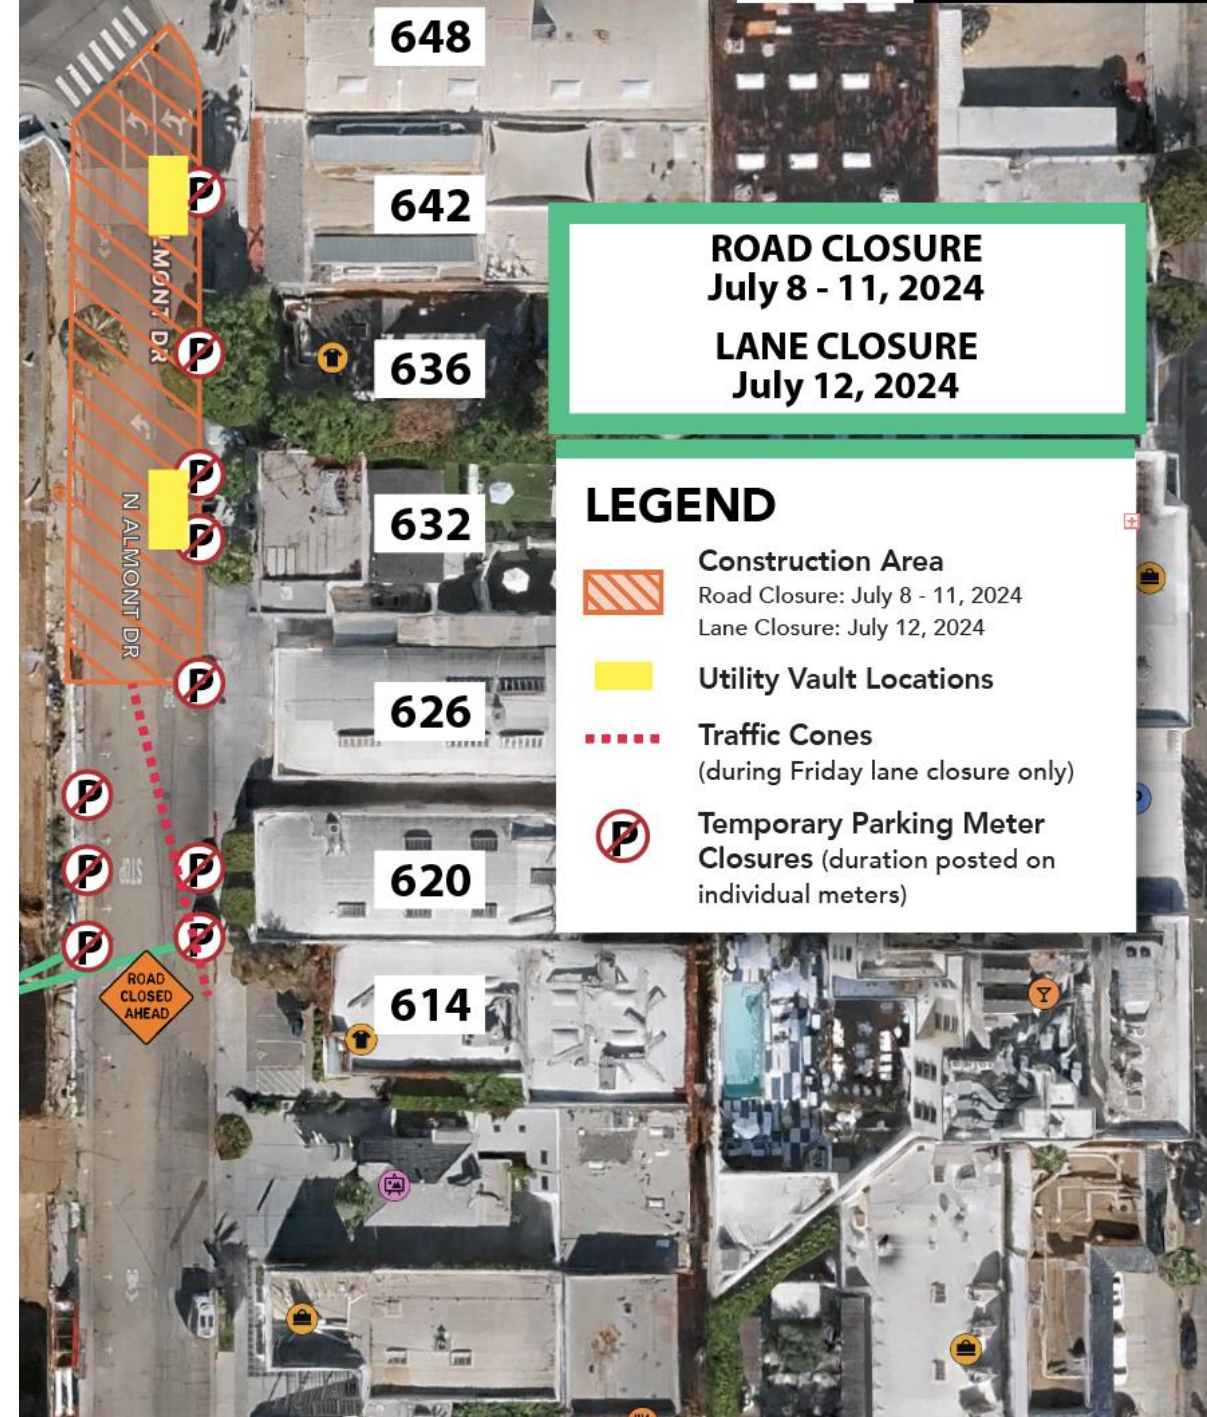 648
642
ROAD CLOSURE
July 8 - 11, 2024
LANE CLOSURE
July 12, 2024
LMONT DR
636
LEGEND
Construction Area
Road Closure: July 8 - 11, 2024
Lane Closure: July 12, 2024
Utility Vault Locations
Traffic Cones
(during Friday lane closure only)
P
Temporary Parking Meter
Closures (duration posted on
individual meters)
P
P
P
P
632
N ALMONT DR
P
626
P
P
P
STOP
620
P
P
ROAD
CLOSED
AHEAD
614